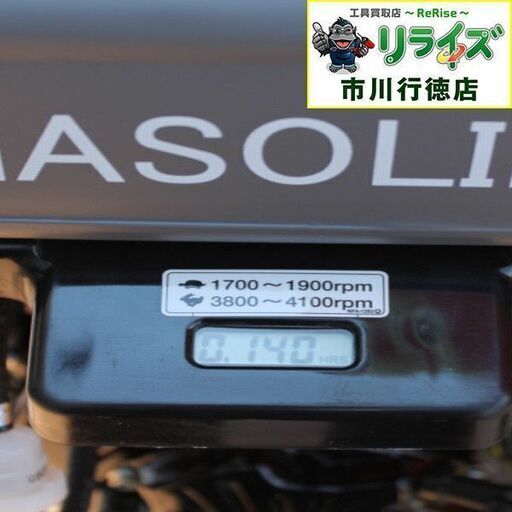 工具買取店 ～ReRise～
リライズ
市川行徳店
GASOLI
1700～1900rpm
3800～4100rpm
0.140 HRS